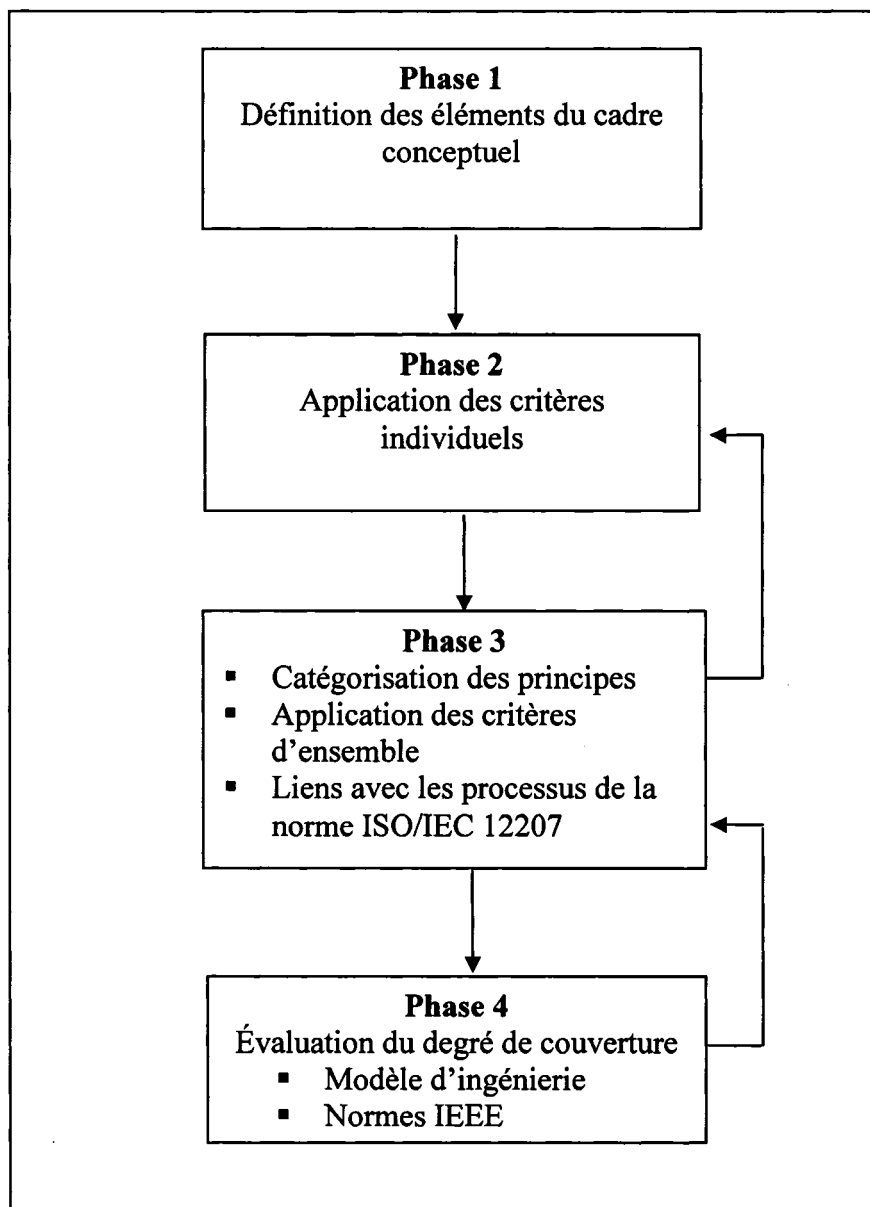 Phase 1
Définition des éléments du cadre
conceptuel
Phase 2
Application des critères
individuels
Phase 3
▪ Catégorisation des principes
▪ Application des critères
d'ensemble
▪ Liens avec les processus de la
norme ISO/IEC 12207
Phase 4
Évaluation du degré de couverture
▪ Modèle d'ingénierie
▪ Normes IEEE